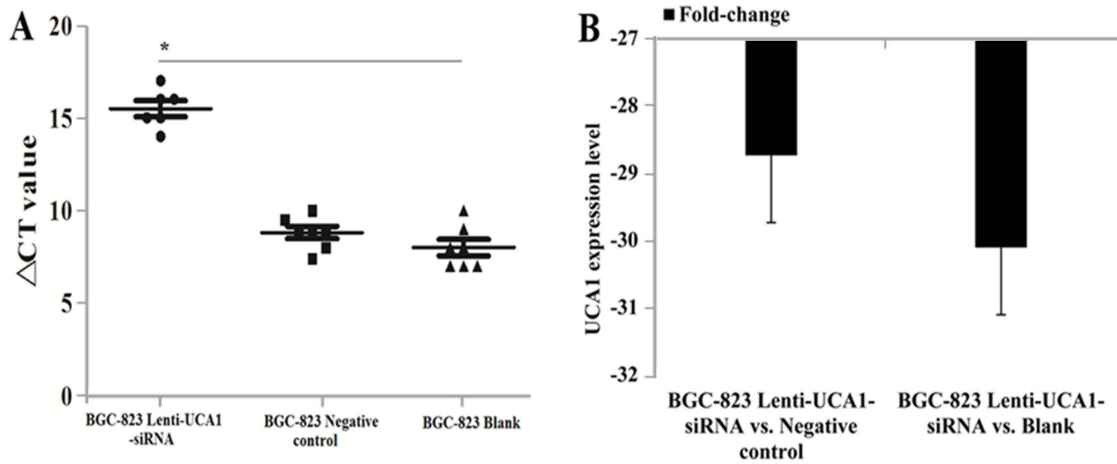 A
△CT value
20
15
10
5
0
*
BGC-823 Lenti-UCA1
-siRNA
BGC-823 Negative
control
BGC-823 Blank
B
■ Fold-change
UCA1 expression level
-27
-28
-29
-30
-31
-32
BGC-823 Lenti-UCA1-
siRNA vs. Negative
control
BGC-823 Lenti-UCA1-
siRNA vs. Blank